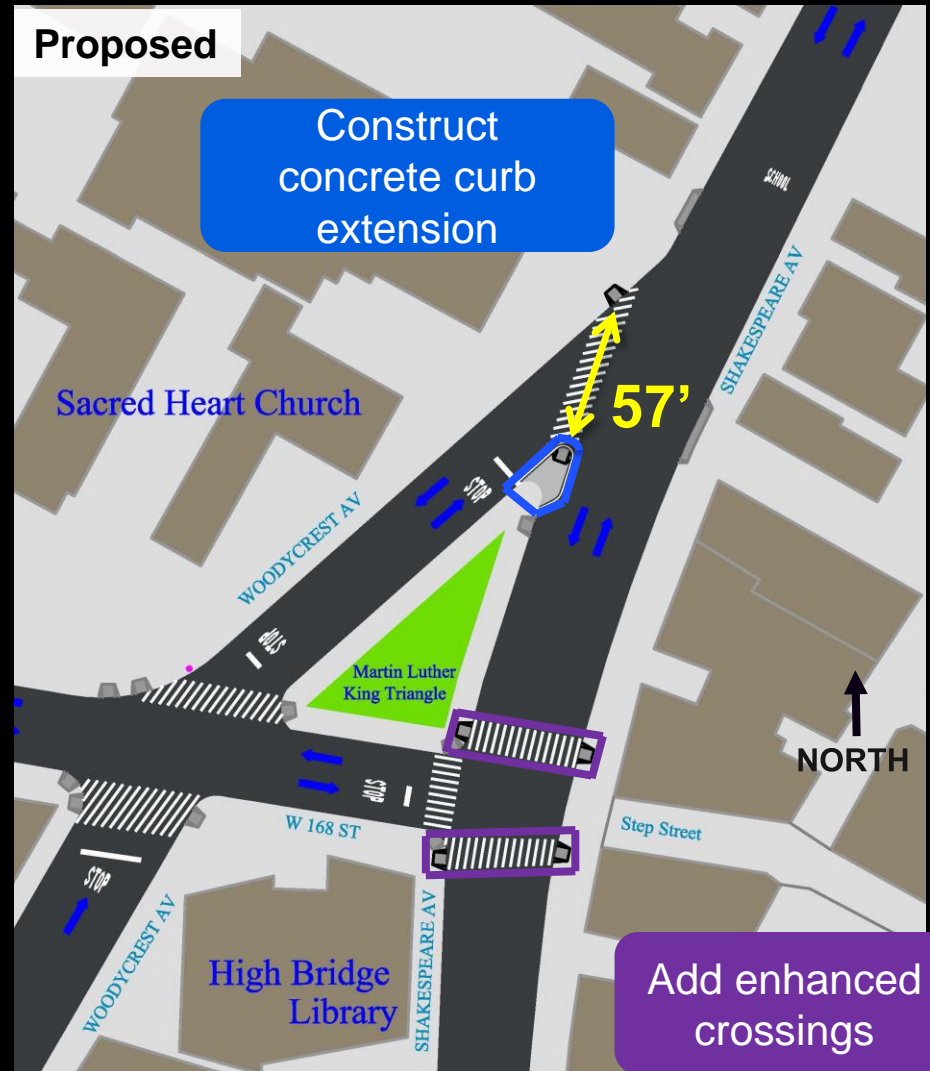 Proposed
Construct
concrete curb
extension
SCHOOL
SHAKESPEARE AV
57’
Sacred Heart Church
STOP
WOODYCREST AV
STOP
Martin Luther
King Triangle
NORTH
STOP
W 168 ST
Step Street
STOP
WOODYCREST AV
High Bridge
Library
SHAKESPEARE AV
Add enhanced
crossings